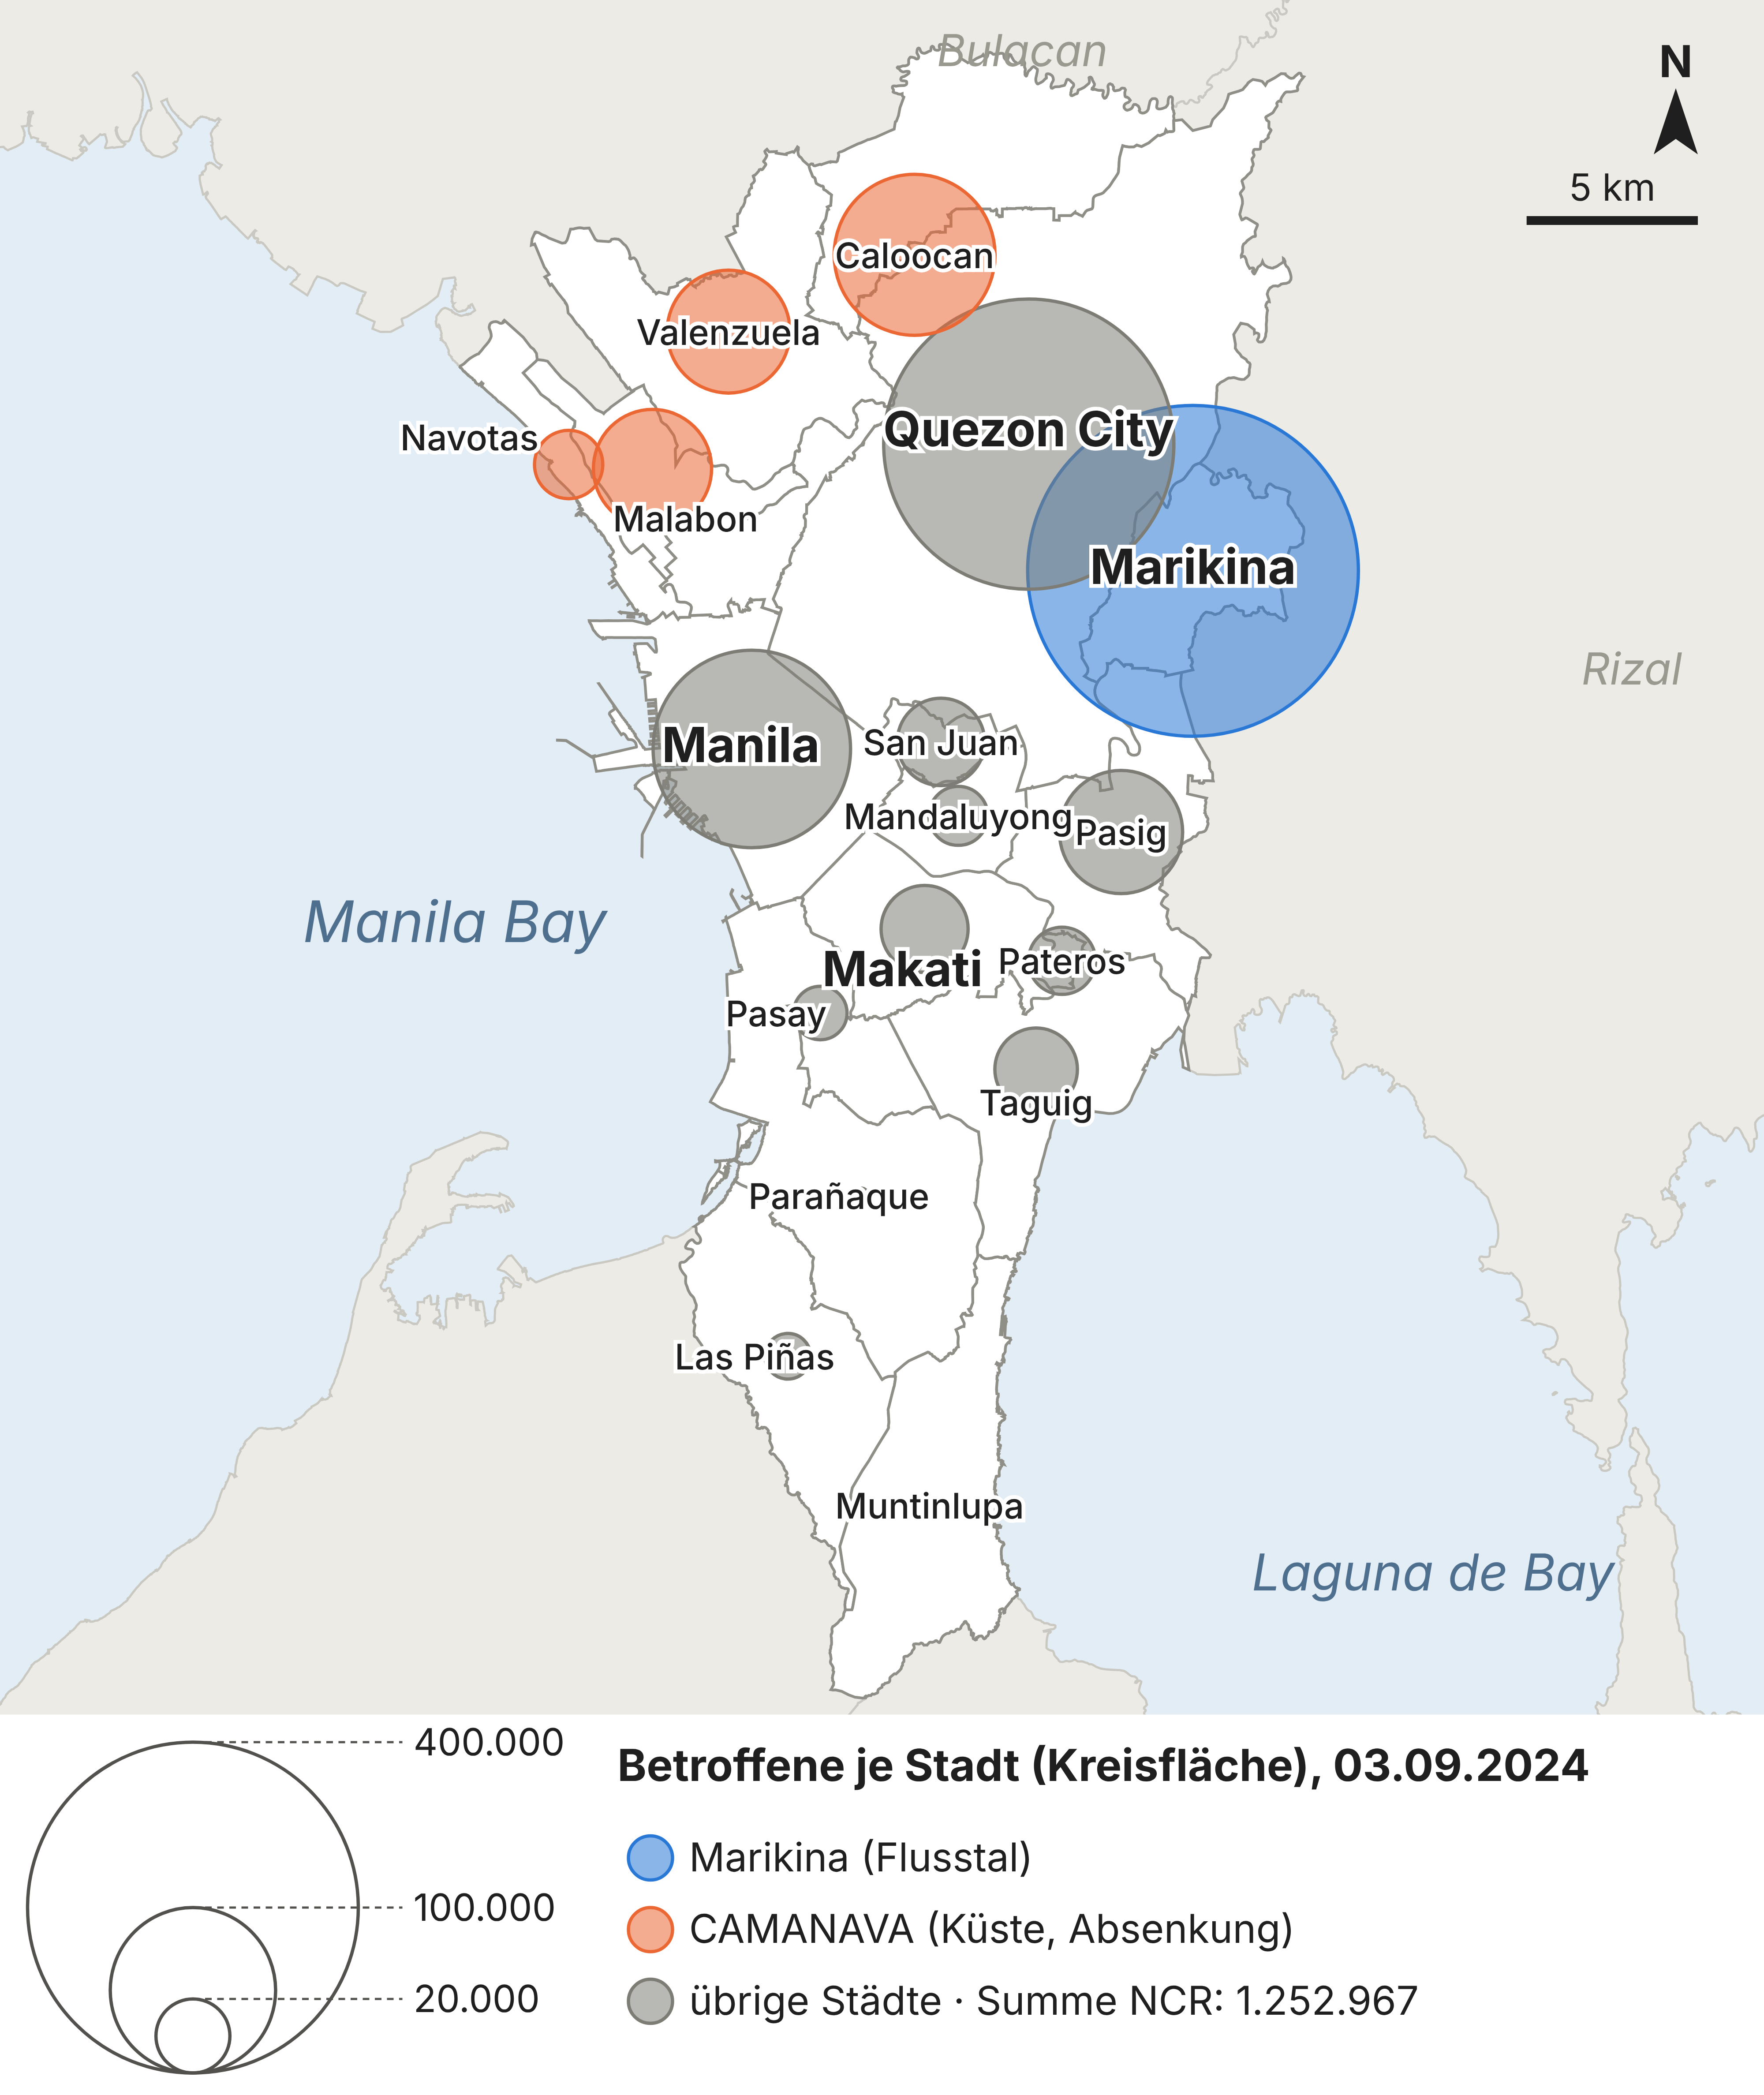 Bulacan
N
5 km
Caloocan
Valenzuela
Navotas
Quezon City
Malabon
Marikina
Rizal
Manila
San Juan
Mandaluyong
Pasig
Manila Bay
Makati
Pateros
Pasay
Taguig
Parañaque
Las Piñas
Muntinlupa
Laguna de Bay
400.000
100.000
20.000
Betroffene je Stadt (Kreisfläche), 03.09.2024
Marikina (Flusstal)
CAMANAVA (Küste, Absenkung)
übrige Städte · Summe NCR: 1.252.967